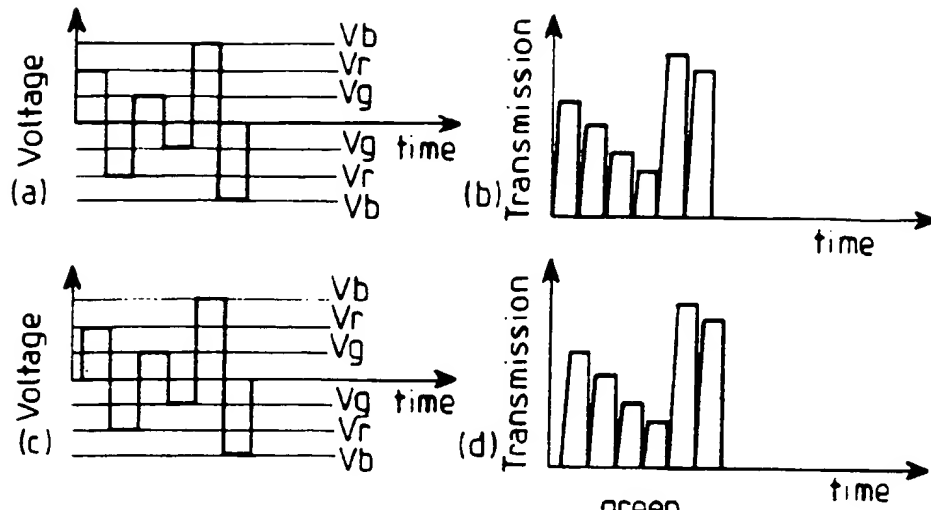 Voltage
Vb
Vr
Vg
time
Vg
Vr
Vb
(a)
Transmission
(b)
time
Voltage
Vb
Vr
Vg
time
Vg
Vr
Vb
(c)
Transmission
(d)
time
green